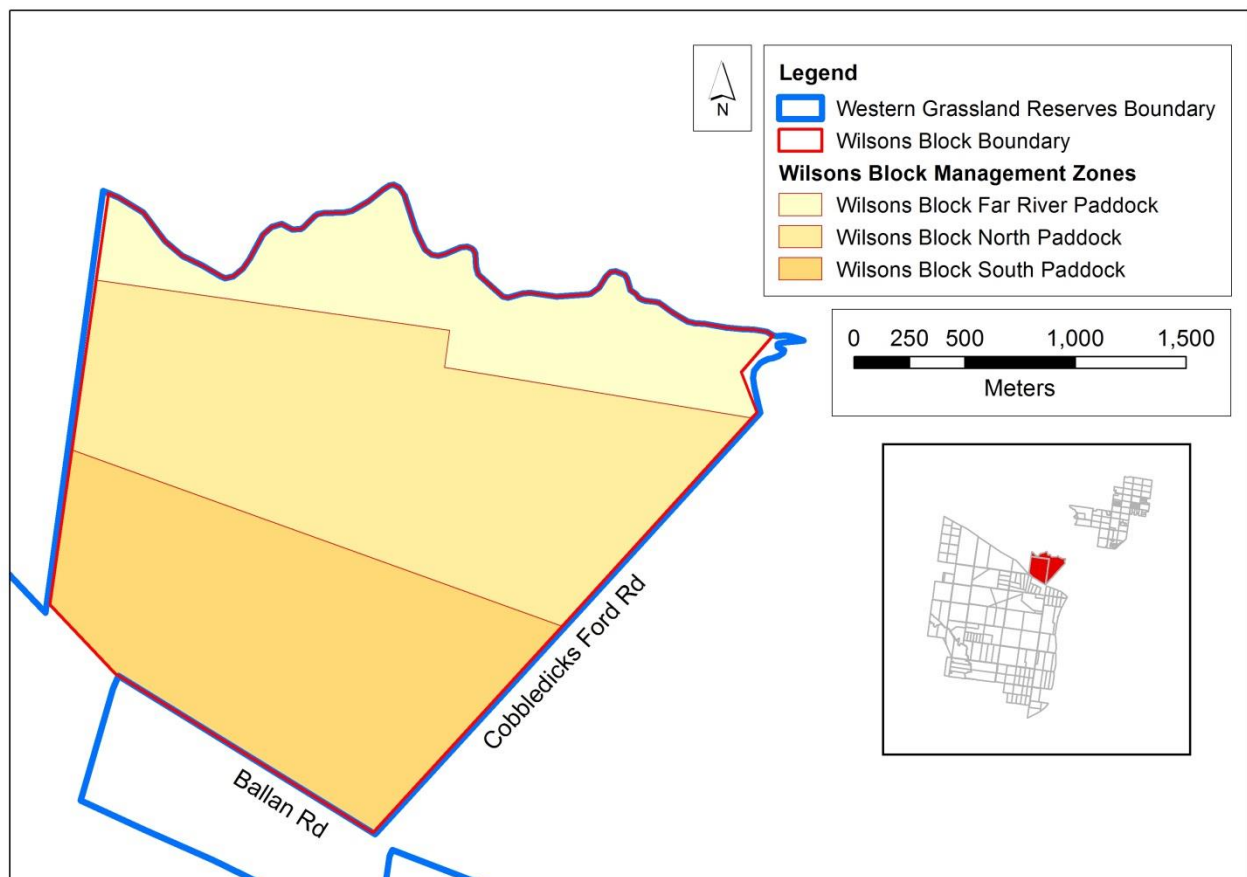 N
Legend
Western Grassland Reserves Boundary
Wilsons Block Boundary
Wilsons Block Management Zones
Wilsons Block Far River Paddock
Wilsons Block North Paddock
Wilsons Block South Paddock
0 250 500 1,000 1,500
Meters
Cobbledicks Ford Rd
Ballan Rd